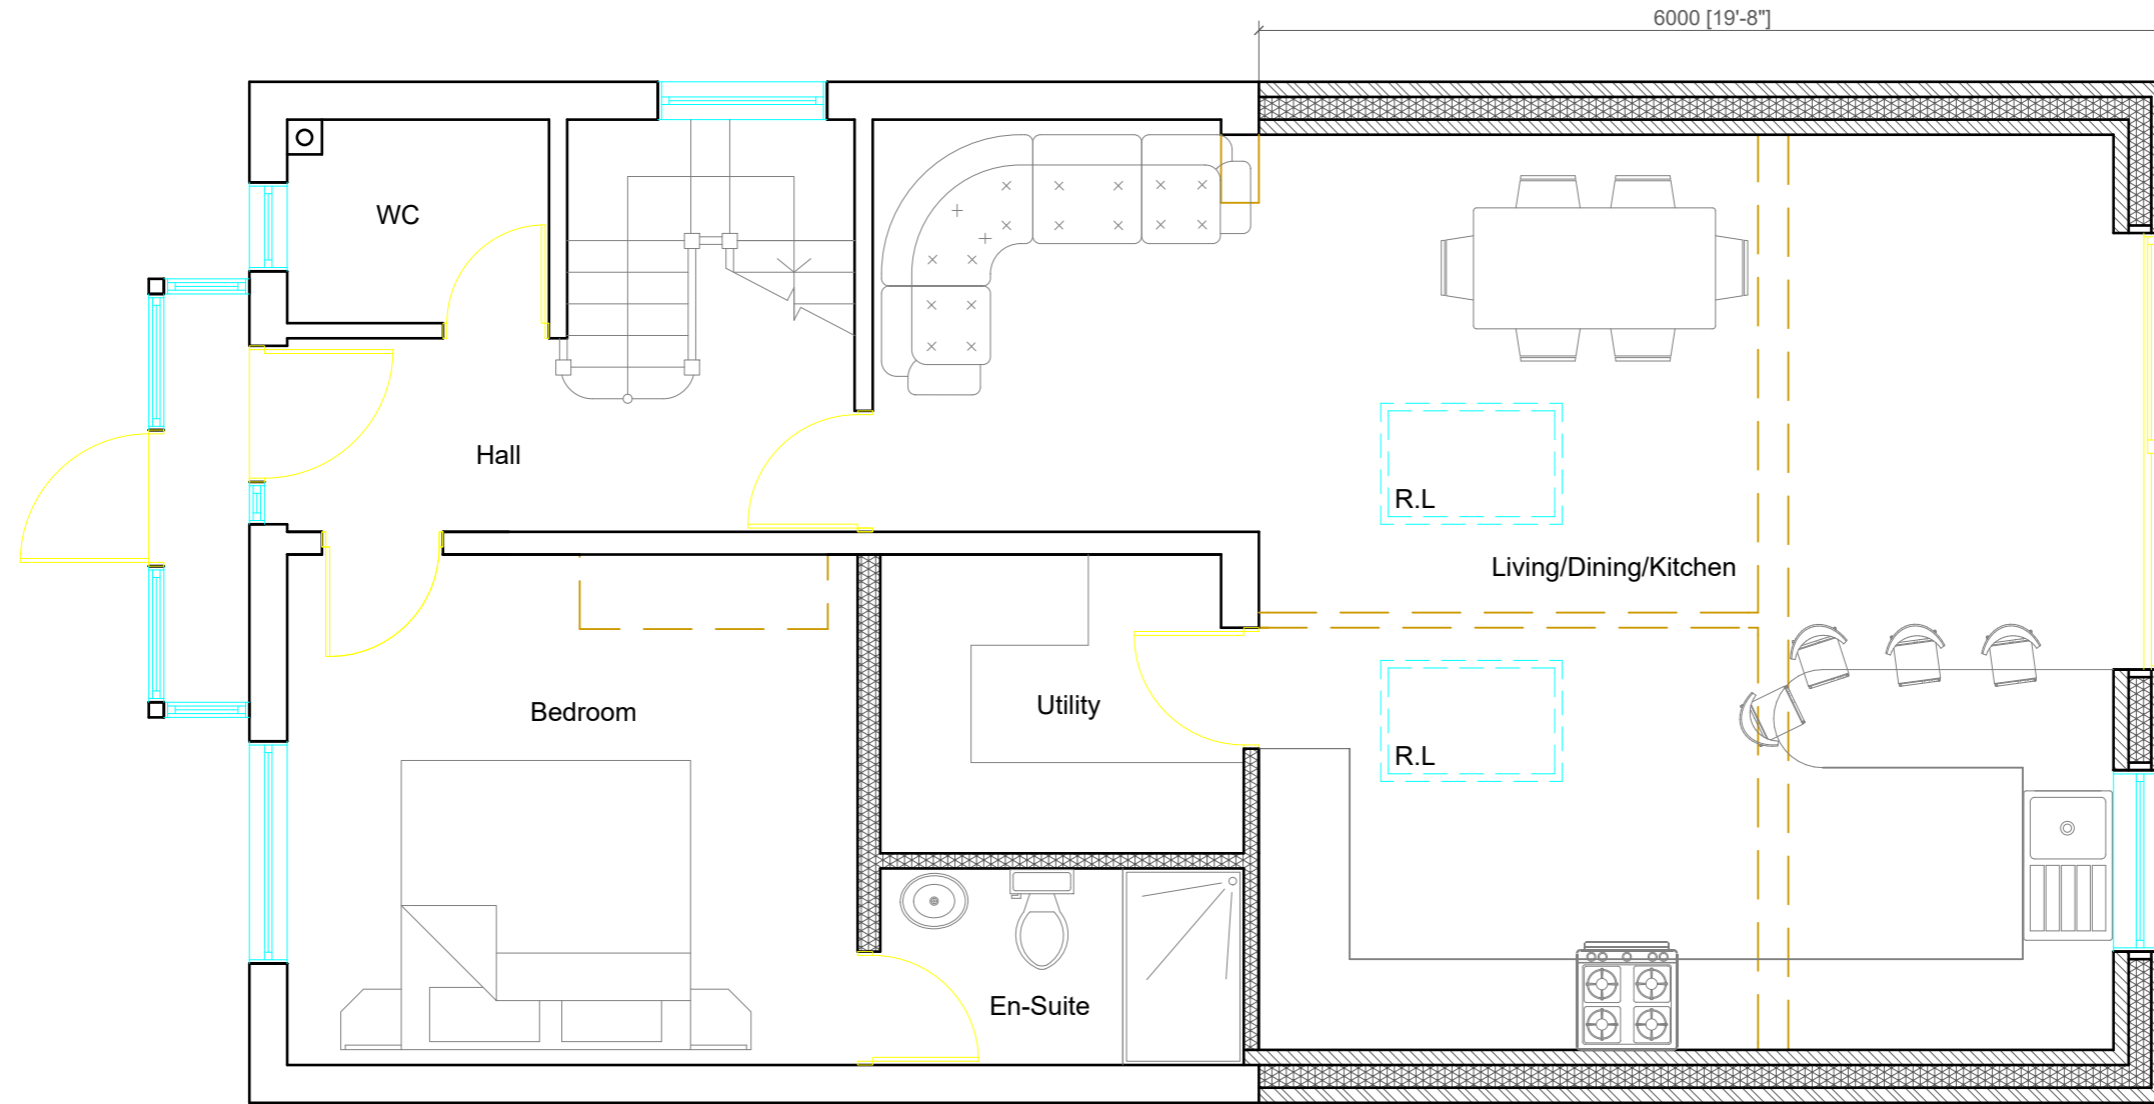 6000 [19'-8"]
WC
Hall
R.L
Living/Dining/Kitchen
Bedroom
Utility
R.L
En-Suite